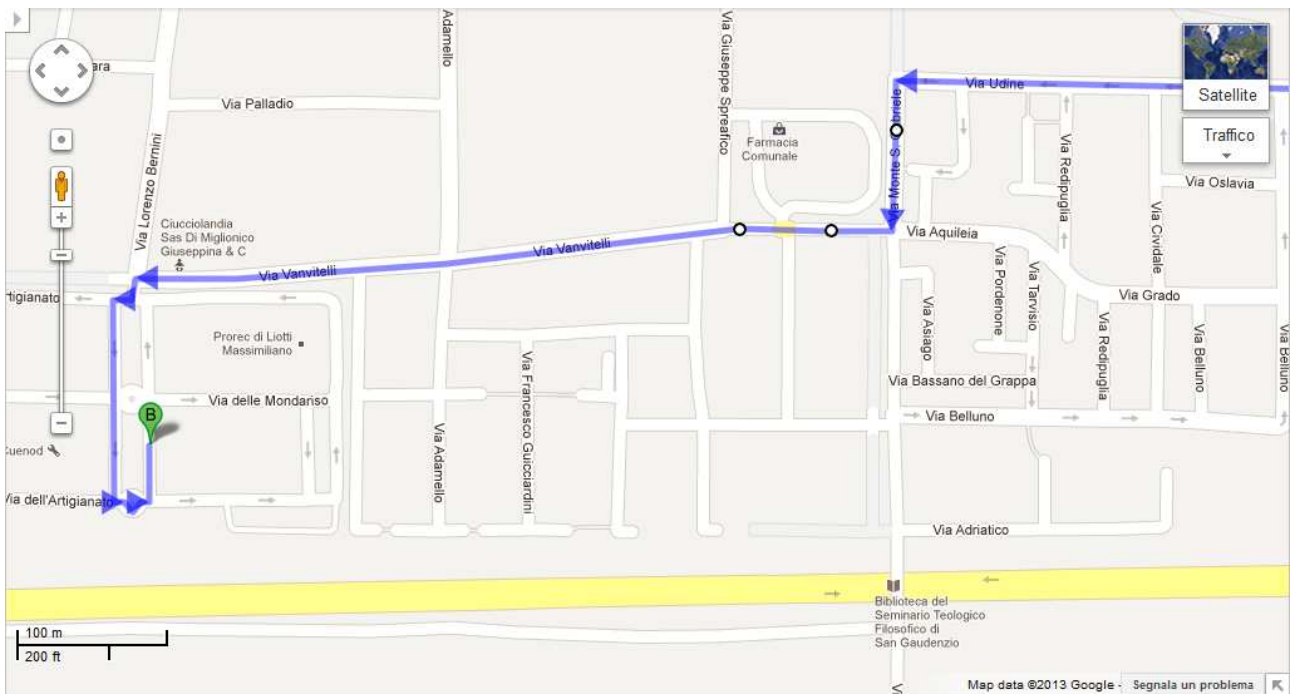 Adamello
Via Giuseppe Spreafico
Via Udine
Satellite
ara
Via Palladio
Traffico
Farmacia
Comunale
Via Lorenzo Bernini
Via Monte S. Gabriele
Via Redipuglia
Via Oslavia
Via Cividale
Ciucciolandia
Sas Di Miglionico
Giuseppina & C
Via Vanvitelli
Via Vanvitelli
Via Aquileia
Via Pordenone
Via Tarvisio
Via Grado
rtigianato
Prorec di Liotti
Massimiliano
Via Asiago
Via Redipuglia
Via Belluno
Via Belluno
Via Francesco Guicciardini
Via Bassano del Grappa
Via delle Mondariso
B
Via Belluno
Via Adamello
Cuenod
Via dell'Artigianato
Via Adriatico
Biblioteca del
Seminario Teologico
Filosofico di
San Gaudenzio
100 m
200 ft
Map data ©2013 Google -
Segnala un problema